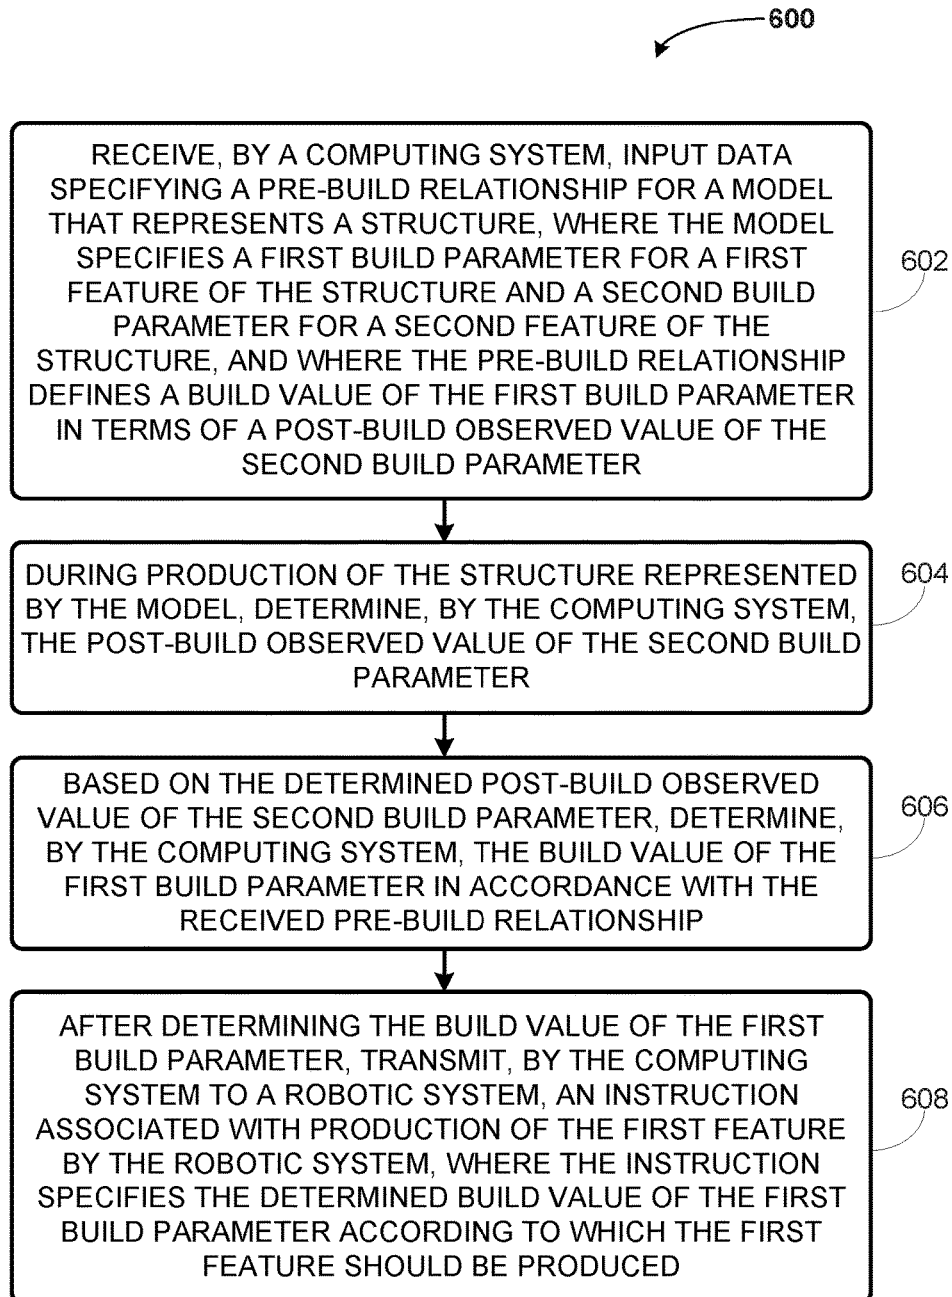 600
RECEIVE, BY A COMPUTING SYSTEM, INPUT DATA
SPECIFYING A PRE-BUILD RELATIONSHIP FOR A MODEL
THAT REPRESENTS A STRUCTURE, WHERE THE MODEL
SPECIFIES A FIRST BUILD PARAMETER FOR A FIRST
FEATURE OF THE STRUCTURE AND A SECOND BUILD
PARAMETER FOR A SECOND FEATURE OF THE
STRUCTURE, AND WHERE THE PRE-BUILD RELATIONSHIP
DEFINES A BUILD VALUE OF THE FIRST BUILD PARAMETER
IN TERMS OF A POST-BUILD OBSERVED VALUE OF THE
SECOND BUILD PARAMETER
602
DURING PRODUCTION OF THE STRUCTURE REPRESENTED
BY THE MODEL, DETERMINE, BY THE COMPUTING SYSTEM,
THE POST-BUILD OBSERVED VALUE OF THE SECOND BUILD
PARAMETER
604
BASED ON THE DETERMINED POST-BUILD OBSERVED
VALUE OF THE SECOND BUILD PARAMETER, DETERMINE,
BY THE COMPUTING SYSTEM, THE BUILD VALUE OF THE
FIRST BUILD PARAMETER IN ACCORDANCE WITH THE
RECEIVED PRE-BUILD RELATIONSHIP
606
AFTER DETERMINING THE BUILD VALUE OF THE FIRST
BUILD PARAMETER, TRANSMIT, BY THE COMPUTING
SYSTEM TO A ROBOTIC SYSTEM, AN INSTRUCTION
ASSOCIATED WITH PRODUCTION OF THE FIRST FEATURE
BY THE ROBOTIC SYSTEM, WHERE THE INSTRUCTION
SPECIFIES THE DETERMINED BUILD VALUE OF THE FIRST
BUILD PARAMETER ACCORDING TO WHICH THE FIRST
FEATURE SHOULD BE PRODUCED
608